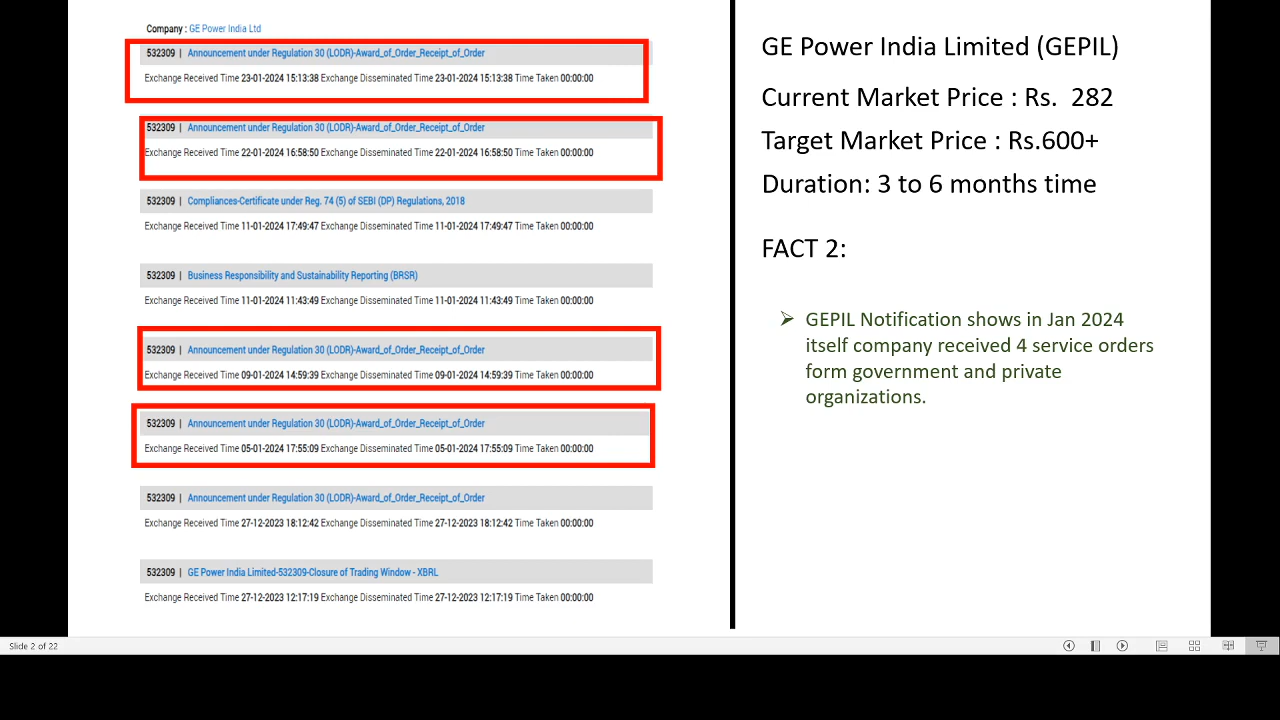 Company : GE Power India Ltd
532309 | Announcement under Regulation 30 (LODR)-Award_of_Order_Receipt_of_Order
Exchange Received Time 23-01-2024 15:13:38 Exchange Disseminated Time 23-01-2024 15:13:38 Time Taken 00:00:00
532309 | Announcement under Regulation 30 (LODR)-Award_of_Order_Receipt_of_Order
Exchange Received Time 22-01-2024 16:58:50 Exchange Disseminated Time 22-01-2024 16:58:50 Time Taken 00:00:00
532309 | Compliances-Certificate under Reg. 74 (5) of SEBI (DP) Regulations, 2018
Exchange Received Time 11-01-2024 17:49:47 Exchange Disseminated Time 11-01-2024 17:49:47 Time Taken 00:00:00
532309 | Business Responsibility and Sustainability Reporting (BRSR)
Exchange Received Time 11-01-2024 11:43:49 Exchange Disseminated Time 11-01-2024 11:43:49 Time Taken 00:00:00
532309 | Announcement under Regulation 30 (LODR)-Award_of_Order_Receipt_of_Order
Exchange Received Time 09-01-2024 14:59:39 Exchange Disseminated Time 09-01-2024 14:59:39 Time Taken 00:00:00
532309 | Announcement under Regulation 30 (LODR)-Award_of_Order_Receipt_of_Order
Exchange Received Time 05-01-2024 17:55:09 Exchange Disseminated Time 05-01-2024 17:55:09 Time Taken 00:00:00
532309 | Announcement under Regulation 30 (LODR)-Award_of_Order_Receipt_of_Order
Exchange Received Time 27-12-2023 18:12:42 Exchange Disseminated Time 27-12-2023 18:12:42 Time Taken 00:00:00
532309 | GE Power India Limited-532309-Closure of Trading Window - XBRL
Exchange Received Time 27-12-2023 12:17:19 Exchange Disseminated Time 27-12-2023 12:17:19 Time Taken 00:00:00
GE Power India Limited (GEPIL)
Current Market Price : Rs. 282
Target Market Price : Rs.600+
Duration: 3 to 6 months time
FACT 2:
GEPIL Notification shows in Jan 2024
itself company received 4 service orders
form government and private
organizations.
Slide 2 of 22